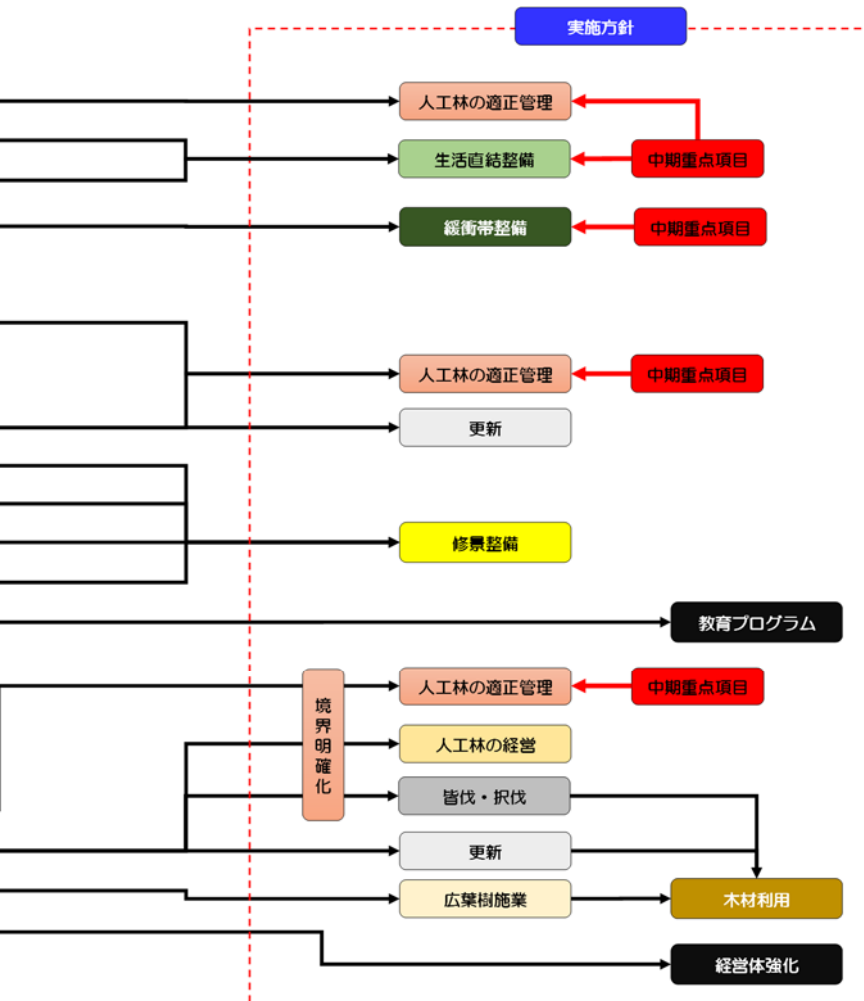 実施方針
人工林の適正管理
生活直結整備
中期重点項目
緩衝帯整備
中期重点項目
人工林の適正管理
中期重点項目
更新
修景整備
教育プログラム
境界明確化
人工林の適正管理
中期重点項目
人工林の経営
皆伐・択伐
更新
広葉樹施業
木材利用
経営体強化